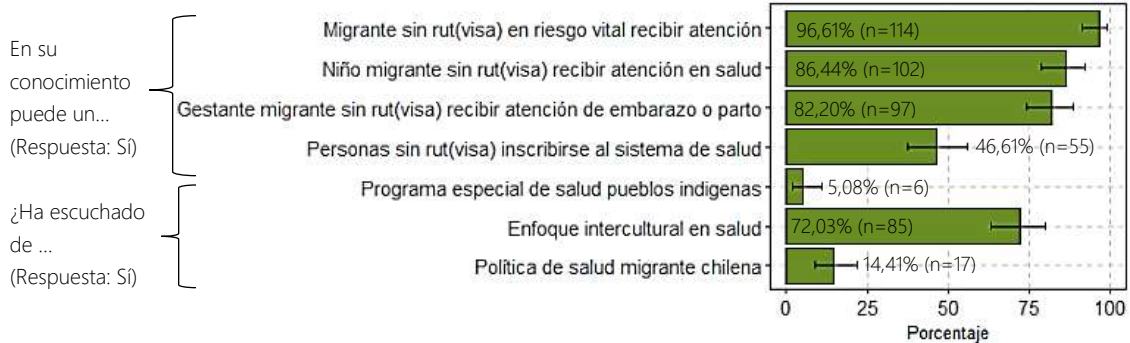 En su
conocimiento
puede un...
(Respuesta: Sí)
Migrante sin rut(visa) en riesgo vital recibir atención
96,61% (n=114)
Niño migrante sin rut(visa) recibir atención en salud
86,44% (n=102)
Gestante migrante sin rut(visa) recibir atención de embarazo o parto
82,20% (n=97)
Personas sin rut(visa) inscribirse al sistema de salud
46,61% (n=55)
¿Ha escuchado
de ...
(Respuesta: Sí)
Programa especial de salud pueblos indigenas
5,08% (n=6)
Enfoque intercultural en salud
72,03% (n=85)
Política de salud migrante chilena
14,41% (n=17)
0 25 50 75 100
Porcentaje